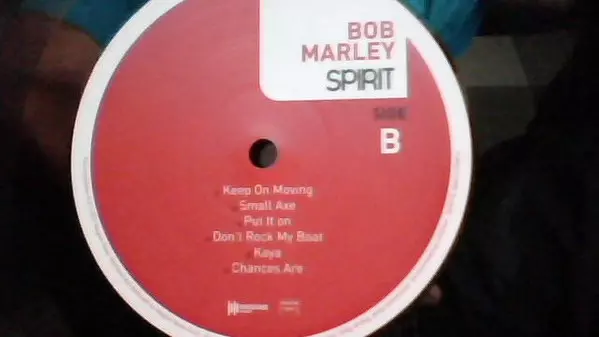 BOB
MARLEY
SPIRIT
SIDE
B
Keep On Moving
Small Axe
Put It on
Don't Rock My Boat
Kaya
Chances Are